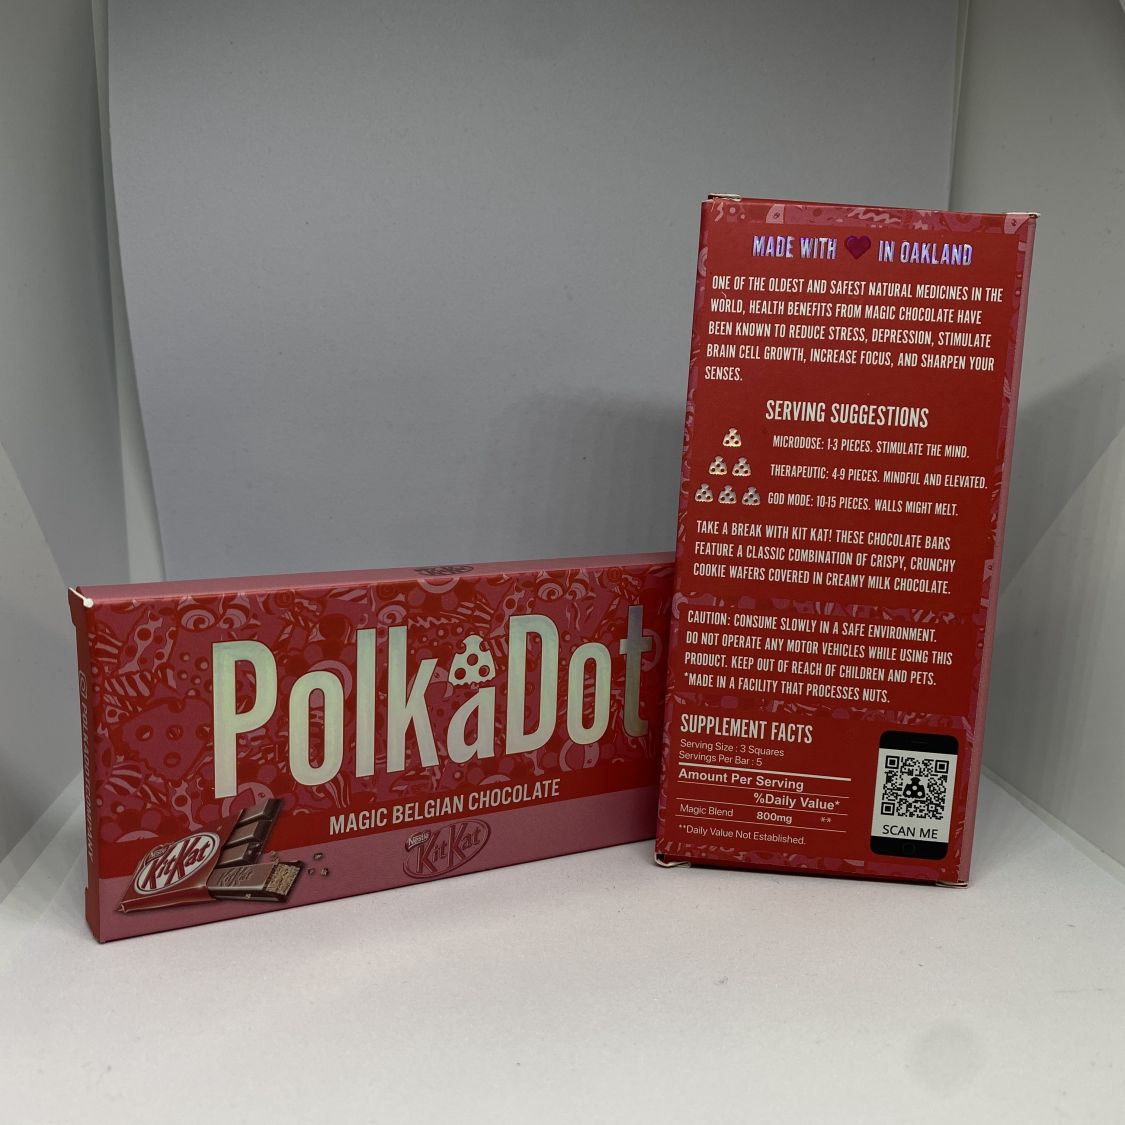 PolkaDot
MAGIC BELGIAN CHOCOLATE
Nestlé
KitKat
KitKat
KitKat
MADE WITH ❤ IN OAKLAND
ONE OF THE OLDEST AND SAFEST NATURAL MEDICINES IN THE
WORLD, HEALTH BENEFITS FROM MAGIC CHOCOLATE HAVE
BEEN KNOWN TO REDUCE STRESS, DEPRESSION, STIMULATE
BRAIN CELL GROWTH, INCREASE FOCUS, AND SHARPEN YOUR
SENSES.
SERVING SUGGESTIONS
MICRODOSE: 1-3 PIECES. STIMULATE THE MIND.
THERAPEUTIC: 4-9 PIECES. MINDFUL AND ELEVATED.
GOD MODE: 10-15 PIECES. WALLS MIGHT MELT.
TAKE A BREAK WITH KIT KAT! THESE CHOCOLATE BARS
FEATURE A CLASSIC COMBINATION OF CRISPY, CRUNCHY
COOKIE WAFERS COVERED IN CREAMY MILK CHOCOLATE.
CAUTION: CONSUME SLOWLY IN A SAFE ENVIRONMENT.
DO NOT OPERATE ANY MOTOR VEHICLES WHILE USING THIS
PRODUCT. KEEP OUT OF REACH OF CHILDREN AND PETS.
*MADE IN A FACILITY THAT PROCESSES NUTS.
SUPPLEMENT FACTS
Serving Size : 3 Squares
Servings Per Bar : 5
Amount Per Serving
%Daily Value*
Magic Blend 800mg **
**Daily Value Not Established.
SCAN ME